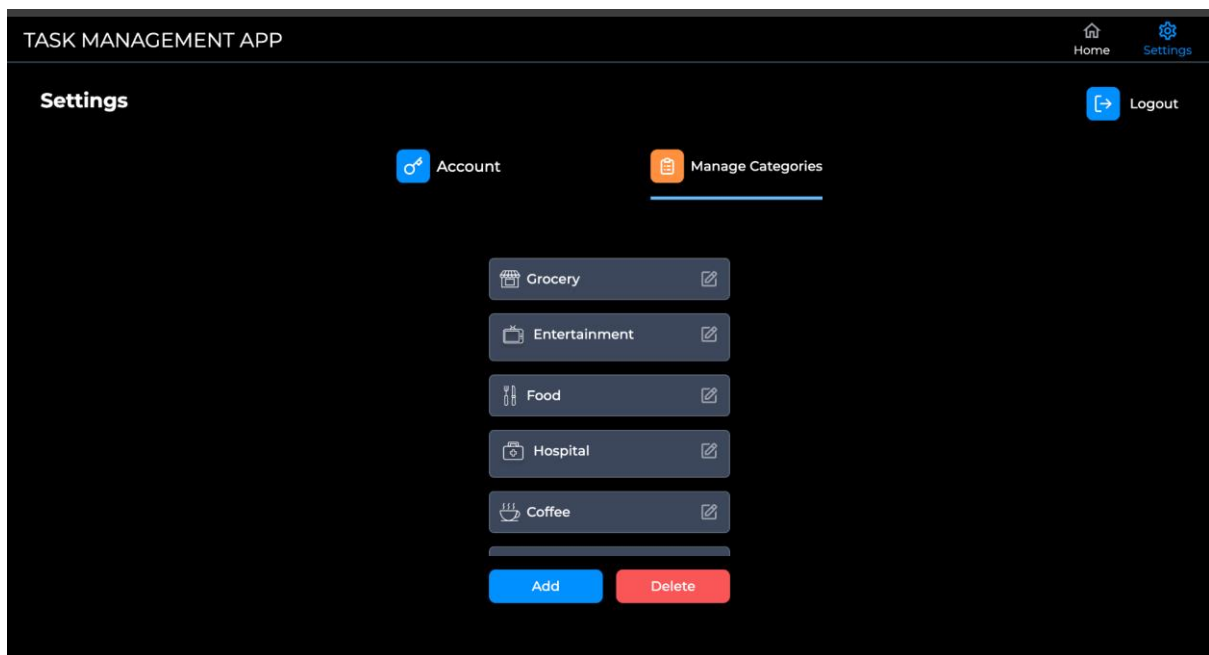 TASK MANAGEMENT APP
Home
Settings
Settings
Logout
Account
Manage Categories
Grocery
Entertainment
Food
Hospital
Coffee
Add
Delete